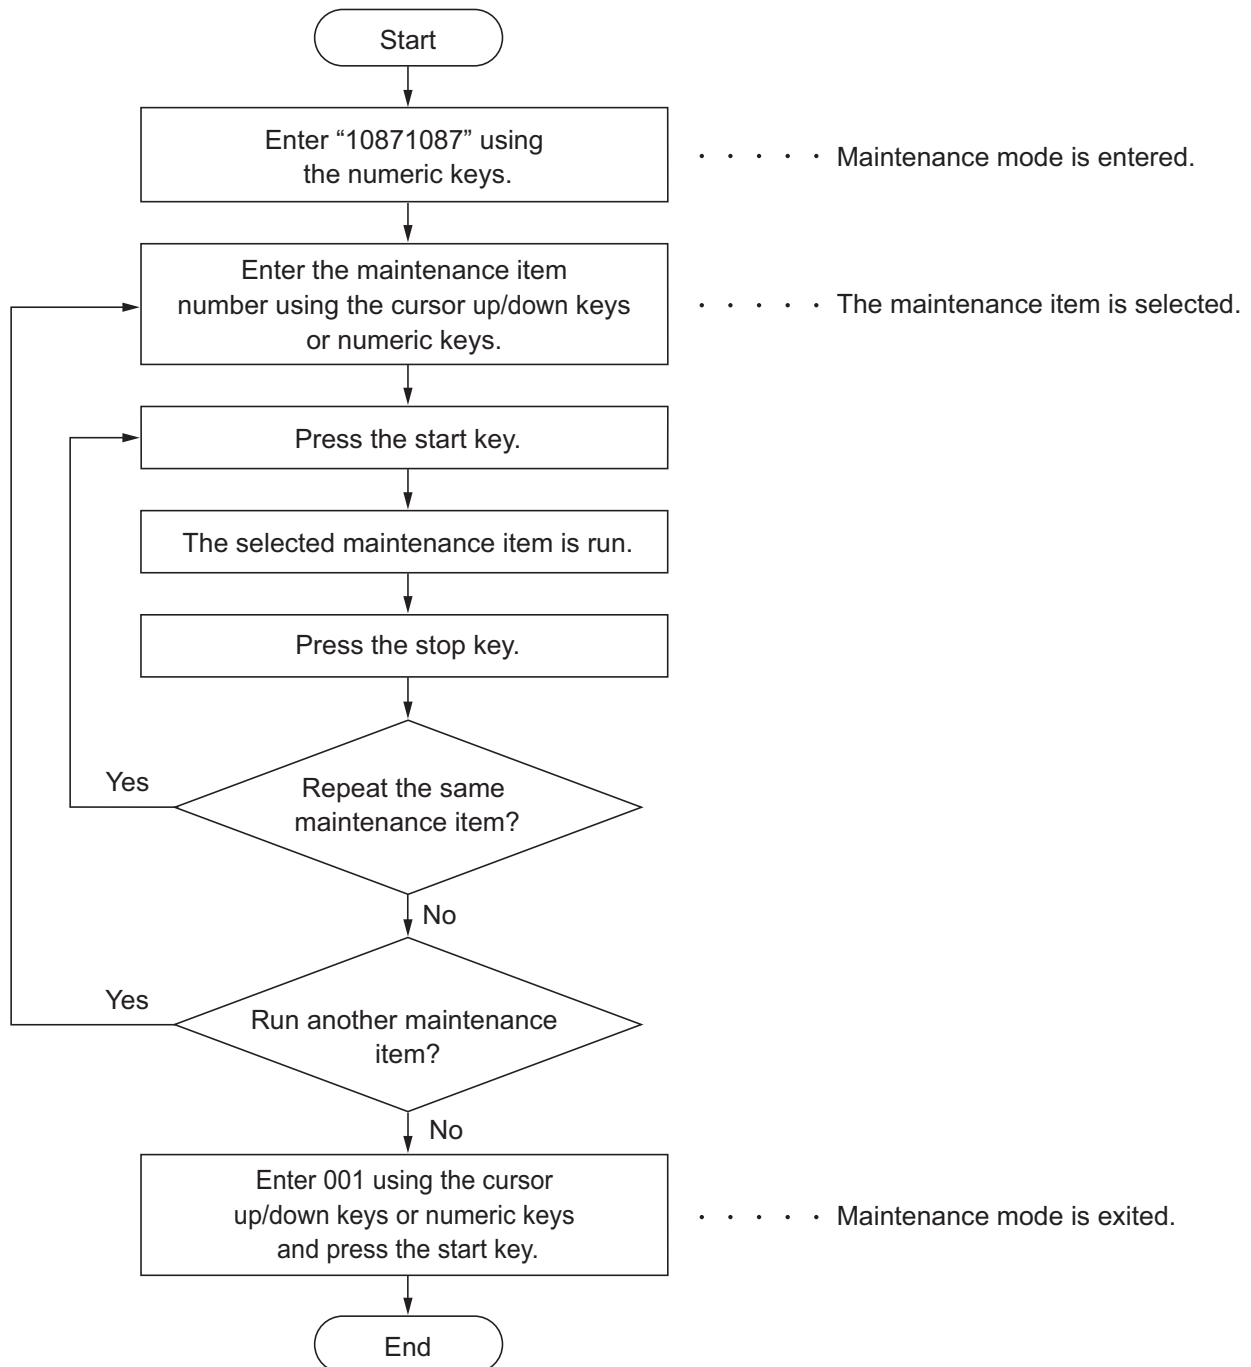 Start
Enter “10871087” using
the numeric keys.
· · · · · Maintenance mode is entered.
Enter the maintenance item
number using the cursor up/down keys
or numeric keys.
· · · · · The maintenance item is selected.
Press the start key.
The selected maintenance item is run.
Press the stop key.
Yes
Repeat the same
maintenance item?
No
Yes
Run another maintenance
item?
No
Enter 001 using the cursor
up/down keys or numeric keys
and press the start key.
· · · · · Maintenance mode is exited.
End